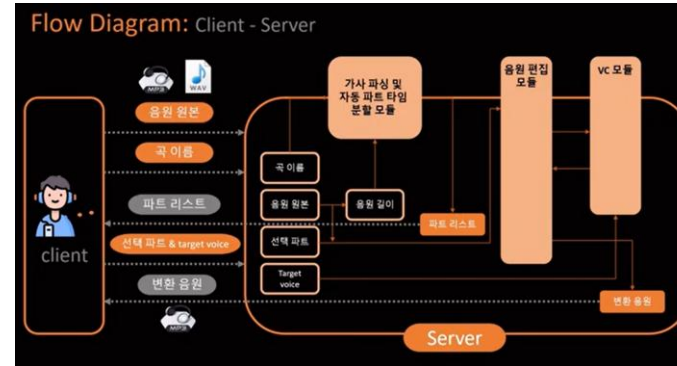 Flow Diagram: Client - Server
MP3
WAV
음원 원본
곡 이름
파트 리스트
선택 파트 & target voice
변환 음원
MP3
client
가사 파싱 및
자동 파트 타임
분할 모듈
음원 편집
모듈
VC 모듈
곡 이름
음원 원본
음원 길이
선택 파트
파트 리스트
Target
voice
변환 음원
Server